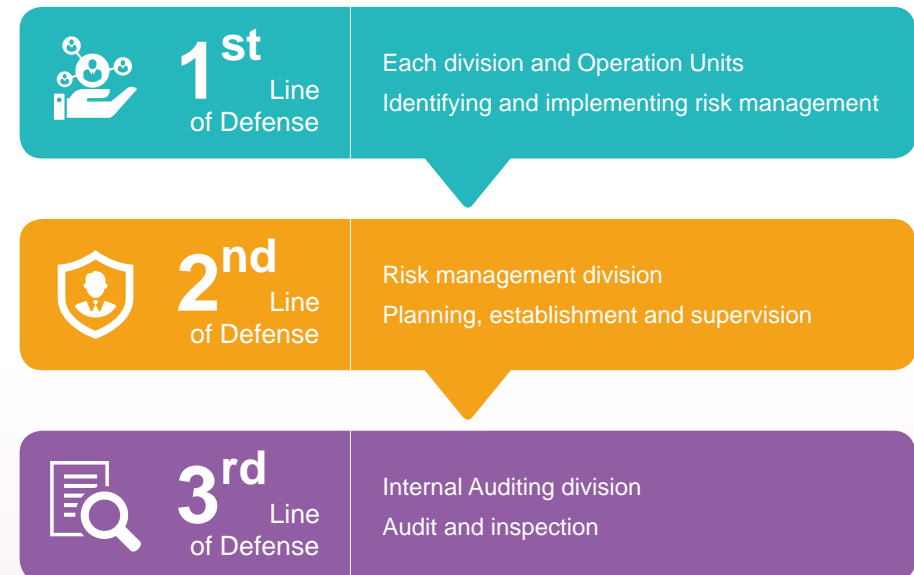 1st
Line
of Defense
Each division and Operation Units
Identifying and implementing risk management
2nd
Line
of Defense
Risk management division
Planning, establishment and supervision
3rd
Line
of Defense
Internal Auditing division
Audit and inspection